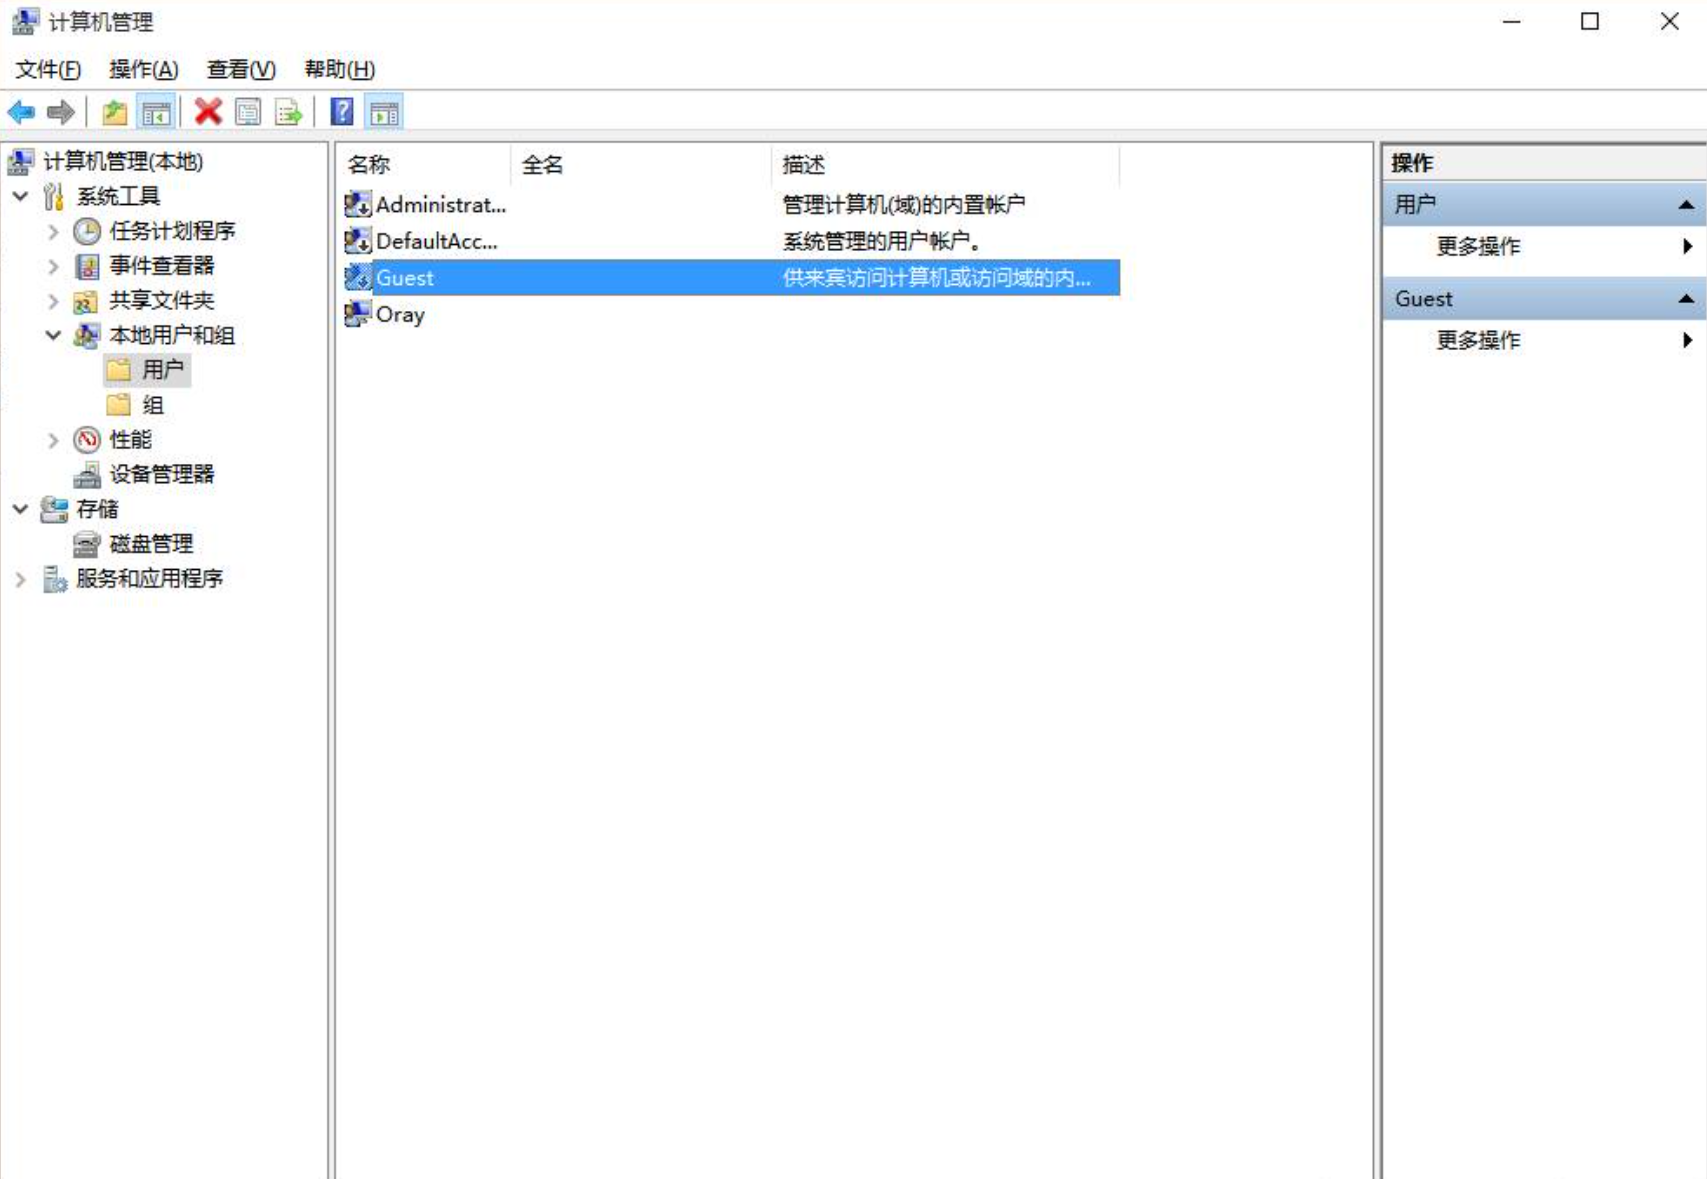 计算机管理
文件(F) 操作(A) 查看(V) 帮助(H)
计算机管理(本地)
系统工具
任务计划程序
事件查看器
共享文件夹
本地用户和组
用户
组
性能
设备管理器
存储
磁盘管理
服务和应用程序
名称 全名 描述
Administrat... 管理计算机(域)的内置帐户
DefaultAcc... 系统管理的用户帐户。
Guest 供来宾访问计算机或访问域的内...
Oray
操作
用户
更多操作
Guest
更多操作